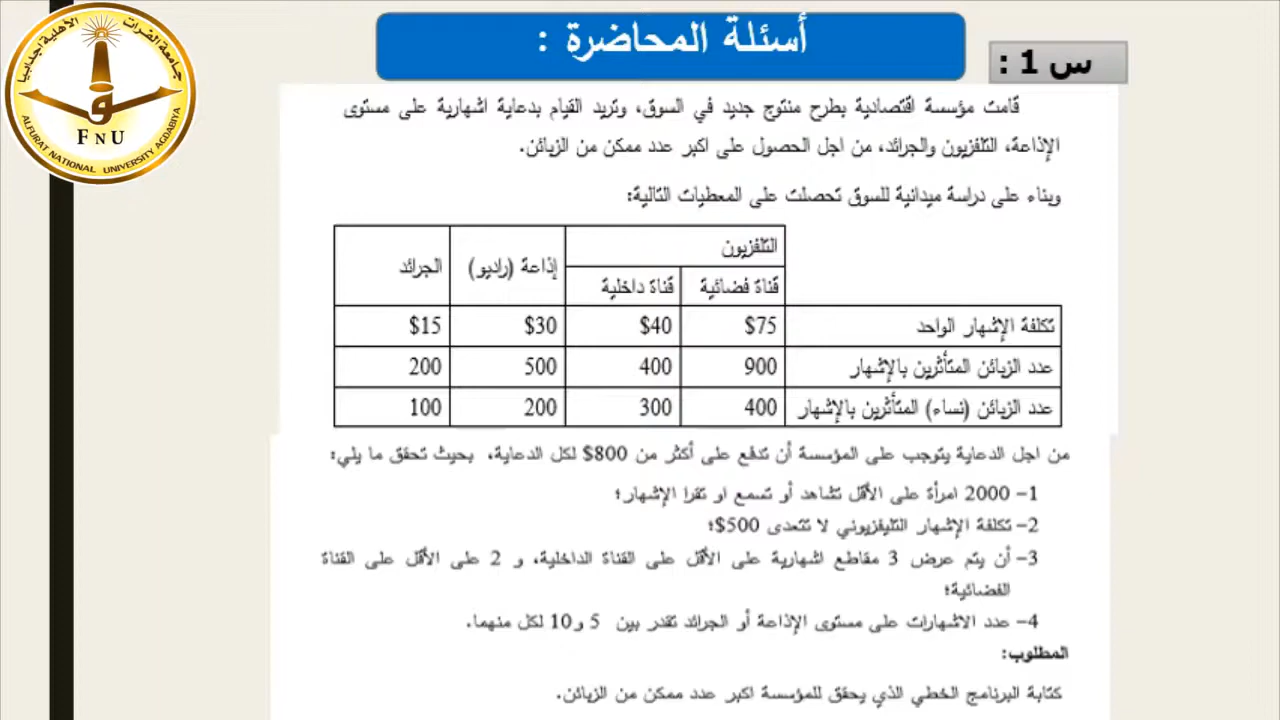 جامعة الفرات الأهلية اجدابيا
FNU
ALFURAT NATIONAL UNIVERSITY AGDABIYA
أسئلة المحاضرة :
س 1 :
قامت مؤسسة اقتصادية بطرح منتوج جديد في السوق، وتريد القيام بدعاية اشهارية على مستوى
الإذاعة، التلفزيون والجرائد، من اجل الحصول على اكبر عدد ممكن من الزبائن.
وبناء على دراسة ميدانية للسوق تحصلت على المعطيات التالية:
التلفزيون إذاعة (راديو) الجرائد
قناة فضائية قناة داخلية
تكلفة الإشهار الواحد $75 $40 $30 $15
عدد الزبائن المتأثرين بالإشهار 900 400 500 200
عدد الزبائن (نساء) المتأثرين بالإشهار 400 300 200 100
من اجل الدعاية يتوجب على المؤسسة أن تدفع على أكثر من 800$ لكل الدعاية، بحيث تحقق ما يلي:
1- 2000 امرأة على الأقل تشاهد أو تسمع او تقرا الإشهار؛
2- تكلفة الإشهار التليفزيوني لا تتعدى 500$؛
3- أن يتم عرض 3 مقاطع اشهارية على الأقل على القناة الداخلية، و 2 على الأقل على القناة
الفضائية؛
4- عدد الاشهارات على مستوى الإذاعة أو الجرائد تقدر بين 5 و10 لكل منهما.
المطلوب:
كتابة البرنامج الخطي الذي يحقق للمؤسسة اكبر عدد ممكن من الزبائن.